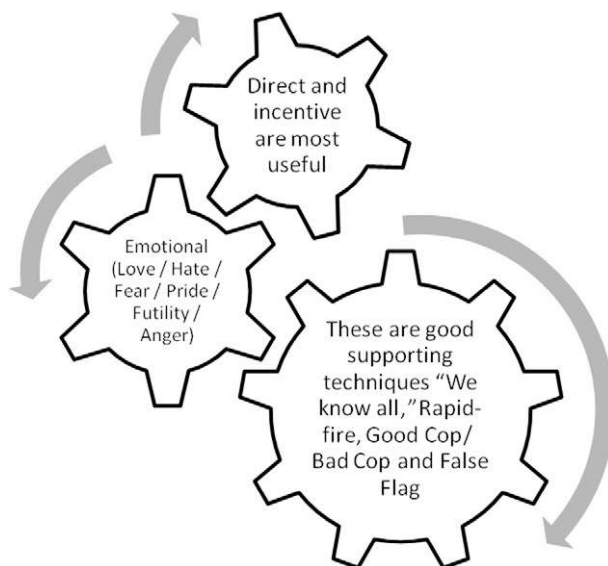 Direct and
incentive
are most
useful
Emotional
(Love / Hate /
Fear / Pride /
Futility /
Anger)
These are good
supporting
techniques “We
know all,”Rapid-
fire, Good Cop/
Bad Cop and False
Flag